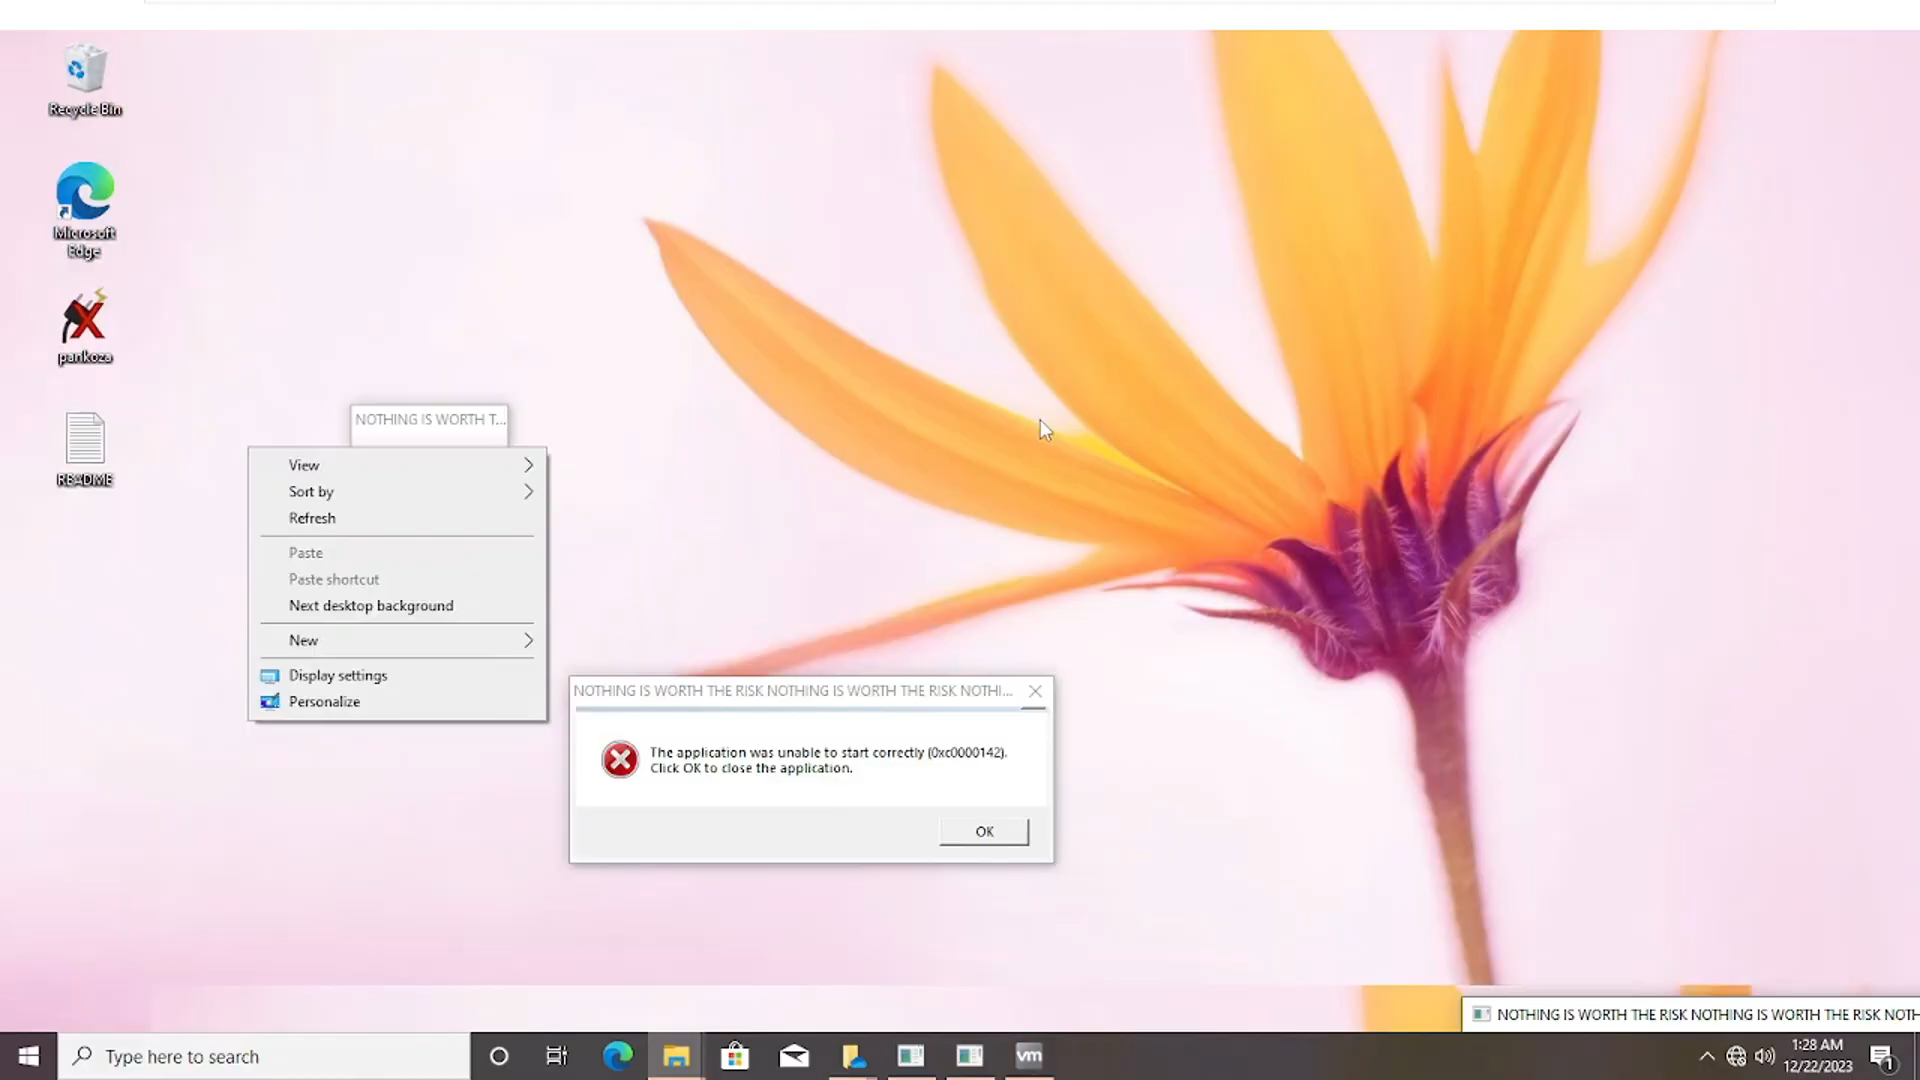 Recycle Bin
Microsoft
Edge
pankoza
README
NOTHING IS WORTH T...
View
Sort by
Refresh
Paste
Paste shortcut
Next desktop background
New
Display settings
Personalize
NOTHING IS WORTH THE RISK NOTHING IS WORTH THE RISK NOTHI...
The application was unable to start correctly (0xc0000142).
Click OK to close the application.
OK
NOTHING IS WORTH THE RISK NOTHING IS WORTH THE RISK NOTH
Type here to search
vm
1:28 AM
12/22/2023
1